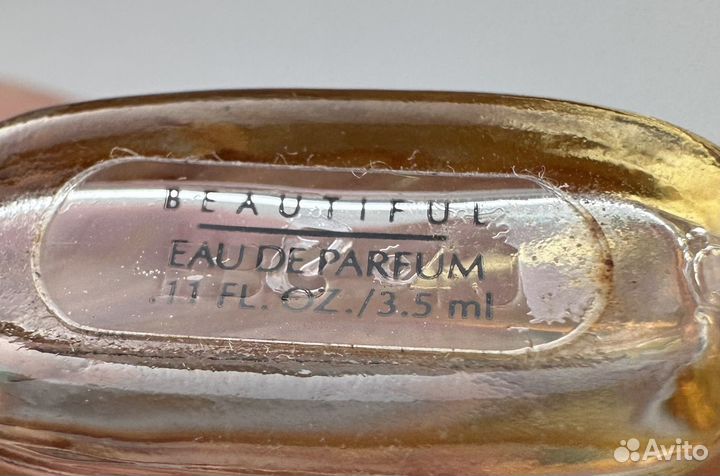 BEAUTIFUL
EAU DE PARFUM
.11 FL. OZ./3.5 ml
Avito